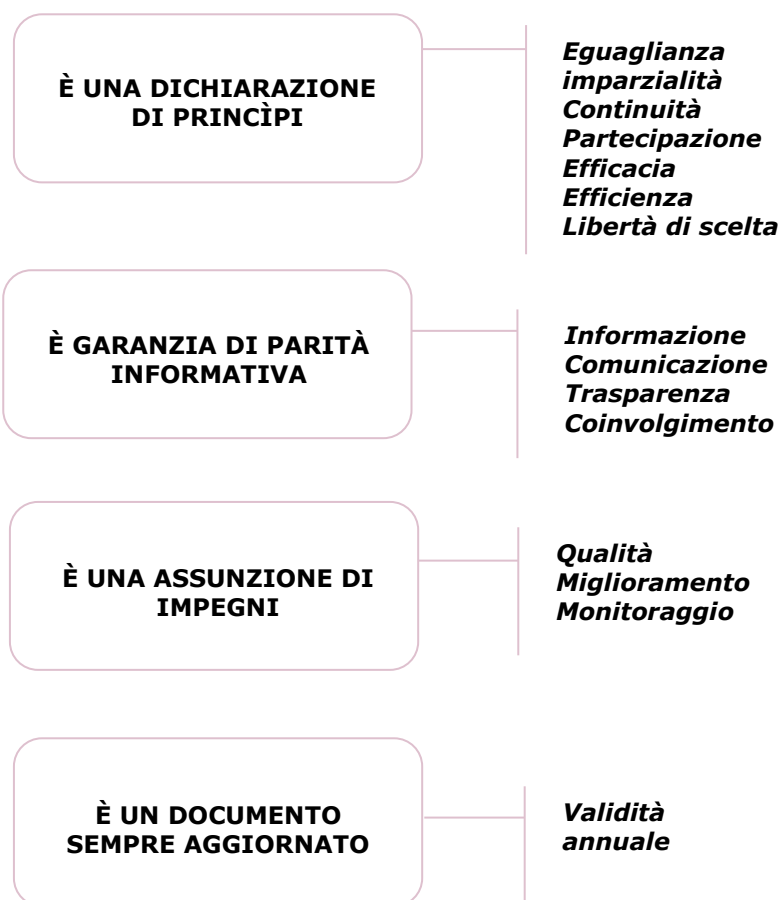 È UNA DICHIARAZIONE
DI PRINCÌPI
Eguaglianza
imparzialità
Continuità
Partecipazione
Efficacia
Efficienza
Libertà di scelta
È GARANZIA DI PARITÀ
INFORMATIVA
Informazione
Comunicazione
Trasparenza
Coinvolgimento
È UNA ASSUNZIONE DI
IMPEGNI
Qualità
Miglioramento
Monitoraggio
È UN DOCUMENTO
SEMPRE AGGIORNATO
Validità
annuale